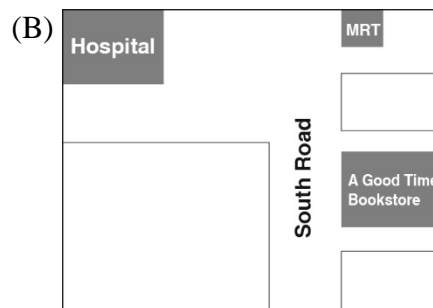 (B)
Hospital
MRT
South Road
A Good Time
Bookstore